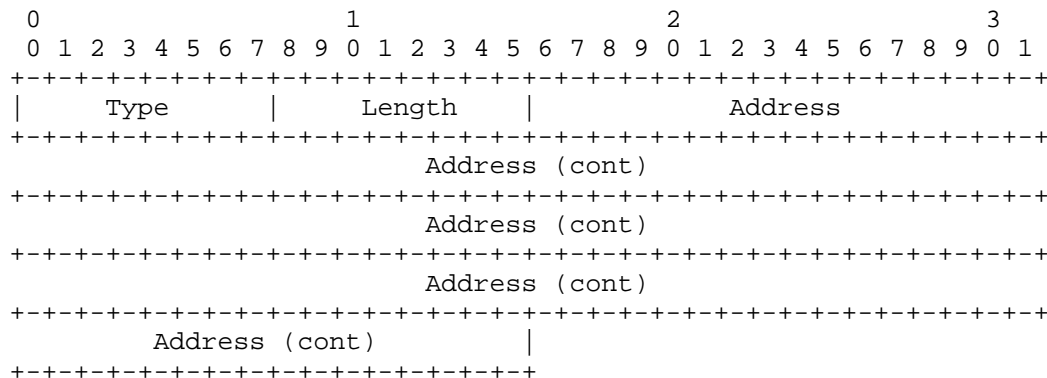 0                   1                   2                   3
0 1 2 3 4 5 6 7 8 9 0 1 2 3 4 5 6 7 8 9 0 1 2 3 4 5 6 7 8 9 0 1
+-+-+-+-+-+-+-+-+-+-+-+-+-+-+-+-+-+-+-+-+-+-+-+-+-+-+-+-+-+-+-+-+
|     Type      |    Length     |            Address
+-+-+-+-+-+-+-+-+-+-+-+-+-+-+-+-+-+-+-+-+-+-+-+-+-+-+-+-+-+-+-+-+
Address (cont)
+-+-+-+-+-+-+-+-+-+-+-+-+-+-+-+-+-+-+-+-+-+-+-+-+-+-+-+-+-+-+-+-+
Address (cont)
+-+-+-+-+-+-+-+-+-+-+-+-+-+-+-+-+-+-+-+-+-+-+-+-+-+-+-+-+-+-+-+-+
Address (cont)
+-+-+-+-+-+-+-+-+-+-+-+-+-+-+-+-+-+-+-+-+-+-+-+-+-+-+-+-+-+-+-+-+
Address (cont)         |
+-+-+-+-+-+-+-+-+-+-+-+-+-+-+-+-+